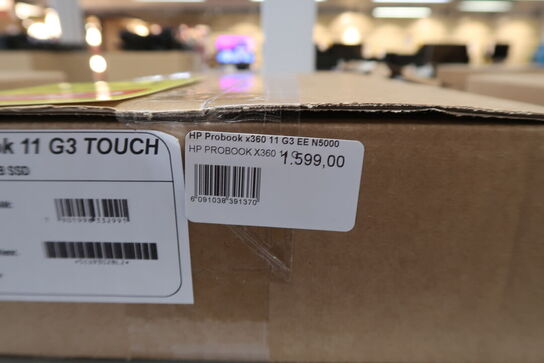 k 11 G3 TOUCH
B SSD
HP Probook x360 11 G3 EE N5000
HP PROBOOK X360 11 G
1.599,00
6 091038 391370